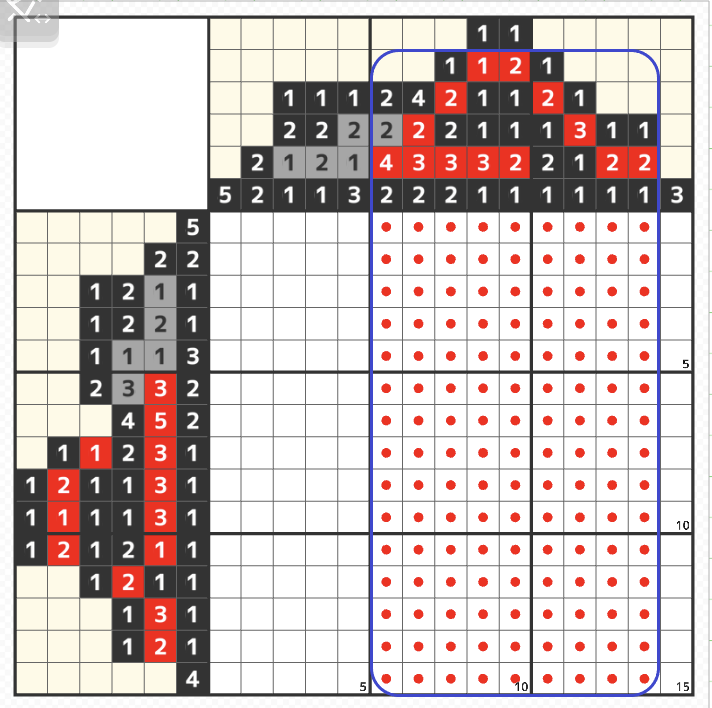 1 1
1 1 2 1
1 1 1 2 4 2 1 1 2 1
2 2 2 2 2 2 1 1 1 3 1 1
2 1 2 1 4 3 3 3 2 2 1 2 2
5 2 1 1 3 2 2 2 1 1 1 1 1 1 3
5
2 2
1 2 1 1
1 2 2 1
1 1 1 3 5
2 3 3 2
4 5 2
1 1 2 3 1
1 2 1 1 3 1
1 1 1 1 3 1 10
1 2 1 2 1 1
1 2 1 1
1 3 1
1 2 1
4 5 10 15